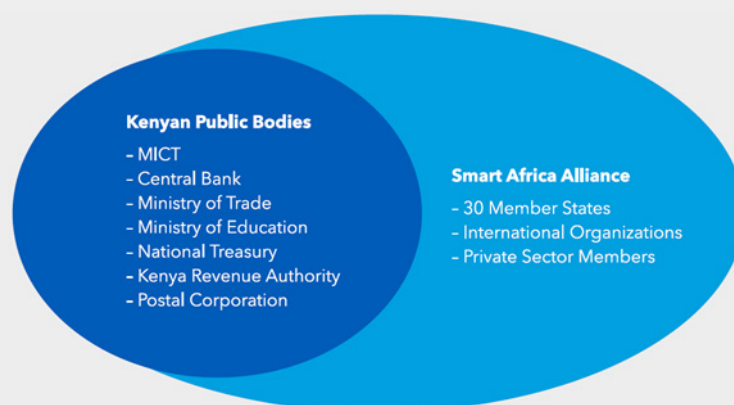 Kenyan Public Bodies
– MICT
– Central Bank
– Ministry of Trade
– Ministry of Education
– National Treasury
– Kenya Revenue Authority
– Postal Corporation
Smart Africa Alliance
– 30 Member States
– International Organizations
– Private Sector Members